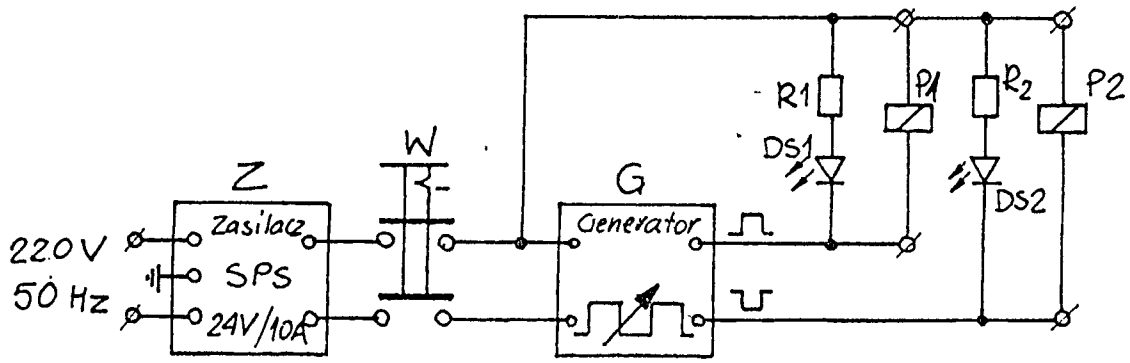 220V
50 Hz
Z
Zasilacz
SPS
24V/10A
W
G
Generator
R1
DS1
P1
R2
DS2
P2